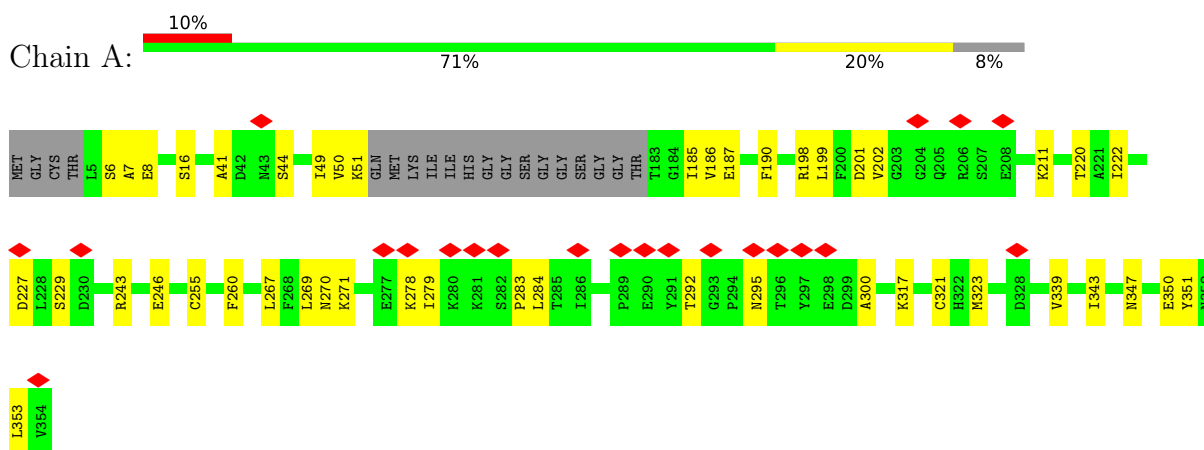 10%
Chain A:
71% 20% 8%
MET GLY CYS THR L5 S6 A7 E8 S16 A41 D42 N43 S44 I49 V50 K51 GLN MET LYS ILE ILE HIS GLY GLY SER GLY GLY SER GLY GLY THR T183 G184 I185 V186 E187 F190 R198 L199 F200 D201 V202 G203 G204 Q205 R206 S207 E208 K211 T220 A221 I222
D227 L228 S229 D230 R243 E246 C255 F260 L267 F268 L269 N270 K271 E277 K278 I279 K280 K281 S282 P283 L284 T285 I286 P289 E290 Y291 T292 G293 P294 N295 T296 Y297 E298 D299 A300 K317 C321 H322 M323 D328 V339 I343 N347 E350 Y351
L353 V354